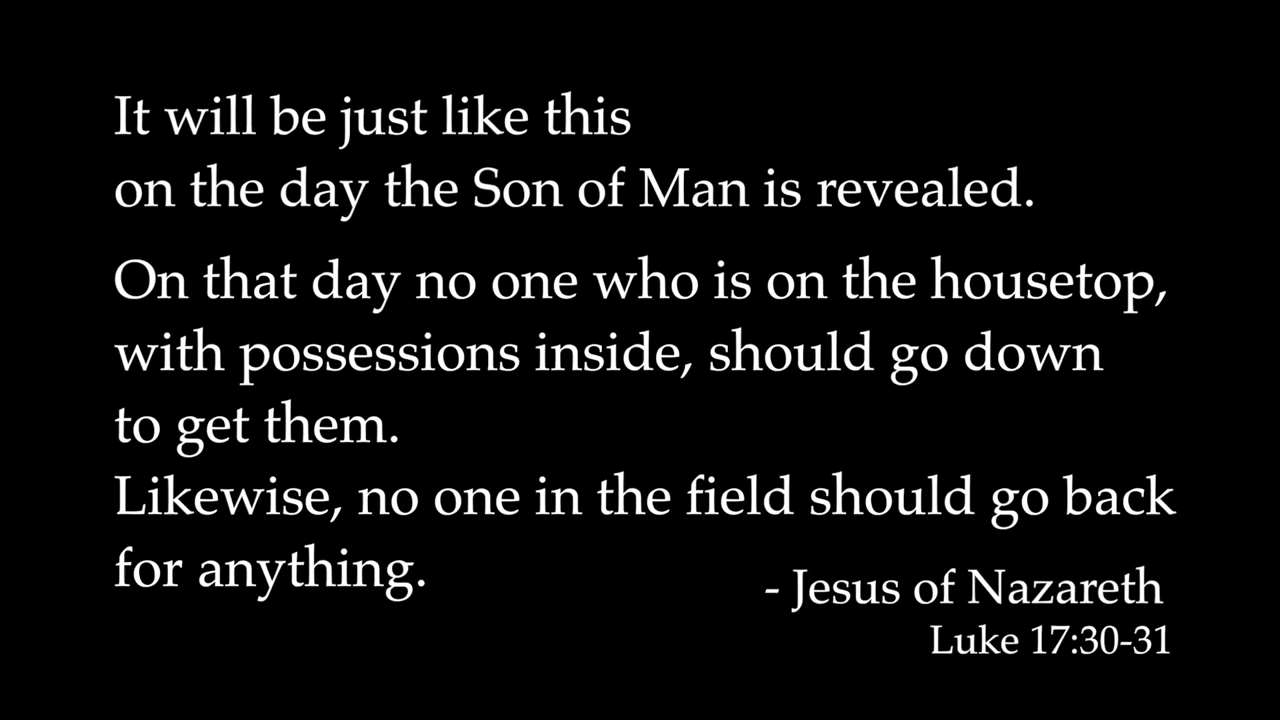 It will be just like this
on the day the Son of Man is revealed.
On that day no one who is on the housetop,
with possessions inside, should go down
to get them.
Likewise, no one in the field should go back
for anything.
- Jesus of Nazareth
Luke 17:30-31